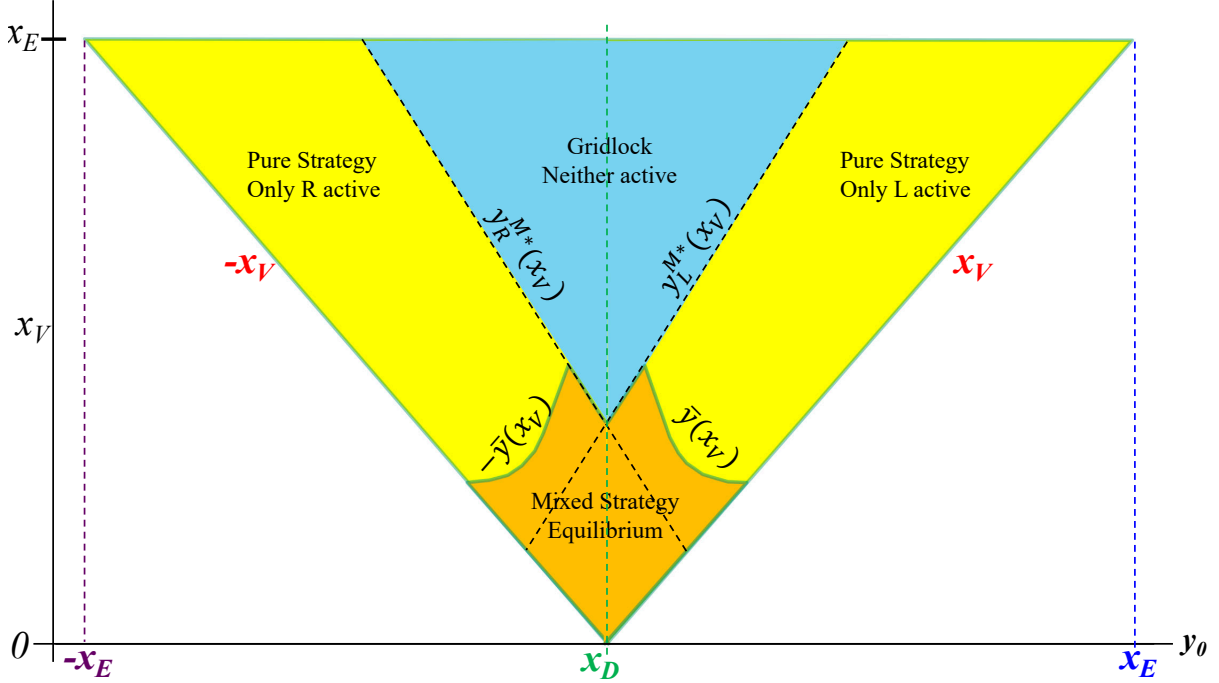 x_E
Pure Strategy
Only R active
Gridlock
Neither active
Pure Strategy
Only L active
y_R^{M*}(x_V)
y_L^{M*}(x_V)
-x_V
x_V
x_V
-ȳ(x_V)
ȳ(x_V)
Mixed Strategy
Equilibrium
0
-x_E
x_D
x_E
y_0